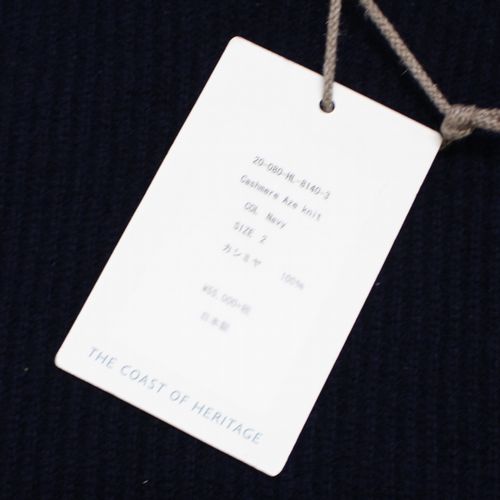 20-080-HL-8140-3
Cashmere Aze knit
COL Navy
SIZE 2
カシミヤ 100%
¥55,000+税
日本製
THE COAST OF HERITAGE